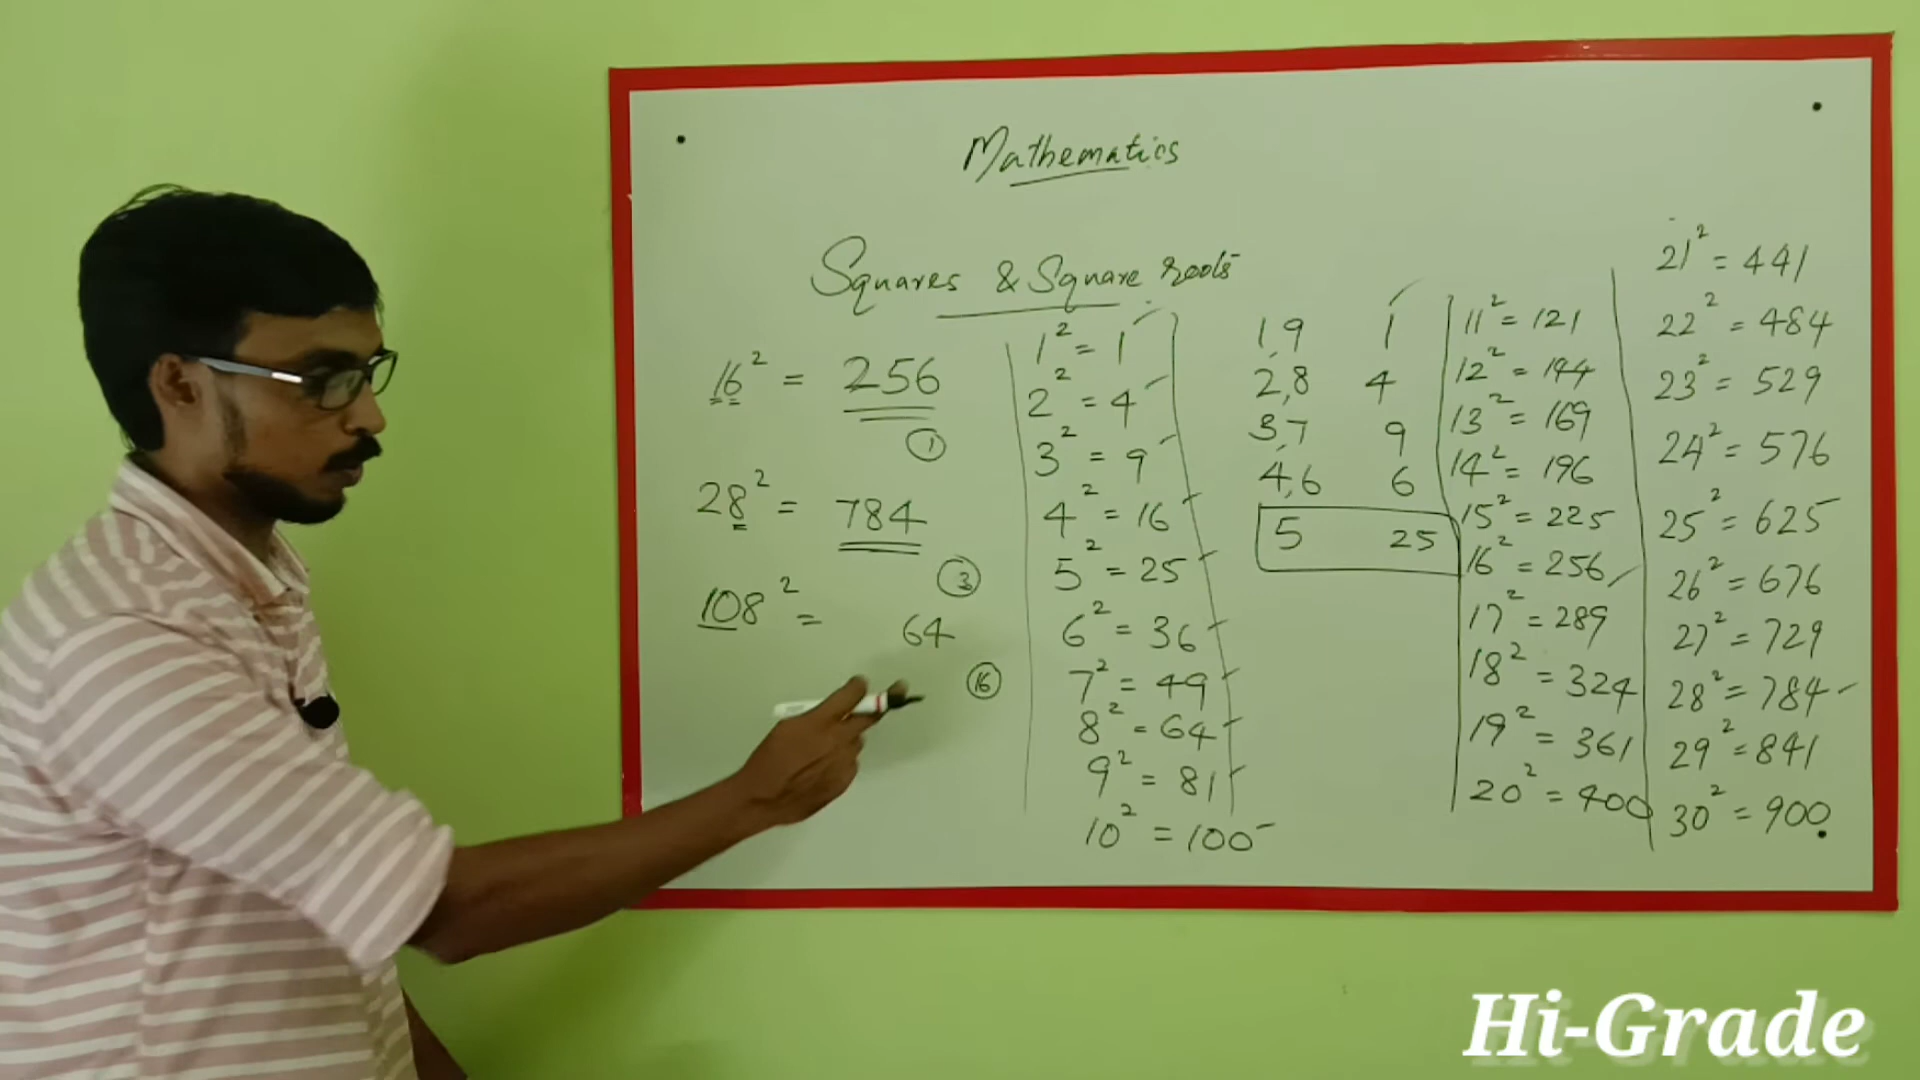 Mathematics
Squares & Square roots
16² = 256
①
28² = 784
③
108² = 64
⑯
1² = 1
2² = 4
3² = 9
4² = 16
5² = 25
6² = 36
7² = 49
8² = 64
9² = 81
10² = 100
1,9 1
2,8 4
3,7 9
4,6 6
5 25
11² = 121
12² = 144
13² = 169
14² = 196
15² = 225
16² = 256
17² = 289
18² = 324
19² = 361
20² = 400
21² = 441
22² = 484
23² = 529
24² = 576
25² = 625
26² = 676
27² = 729
28² = 784
29² = 841
30² = 900
Hi-Grade